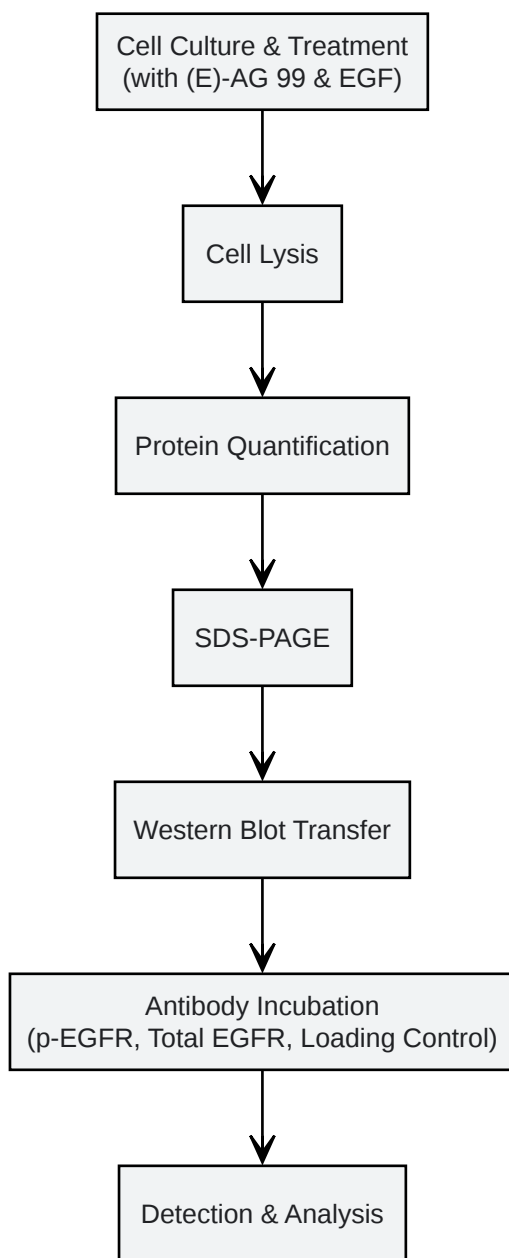 Cell Culture & Treatment
(with (E)-AG 99 & EGF)
Cell Lysis
Protein Quantification
SDS-PAGE
Western Blot Transfer
Antibody Incubation
(p-EGFR, Total EGFR, Loading Control)
Detection & Analysis